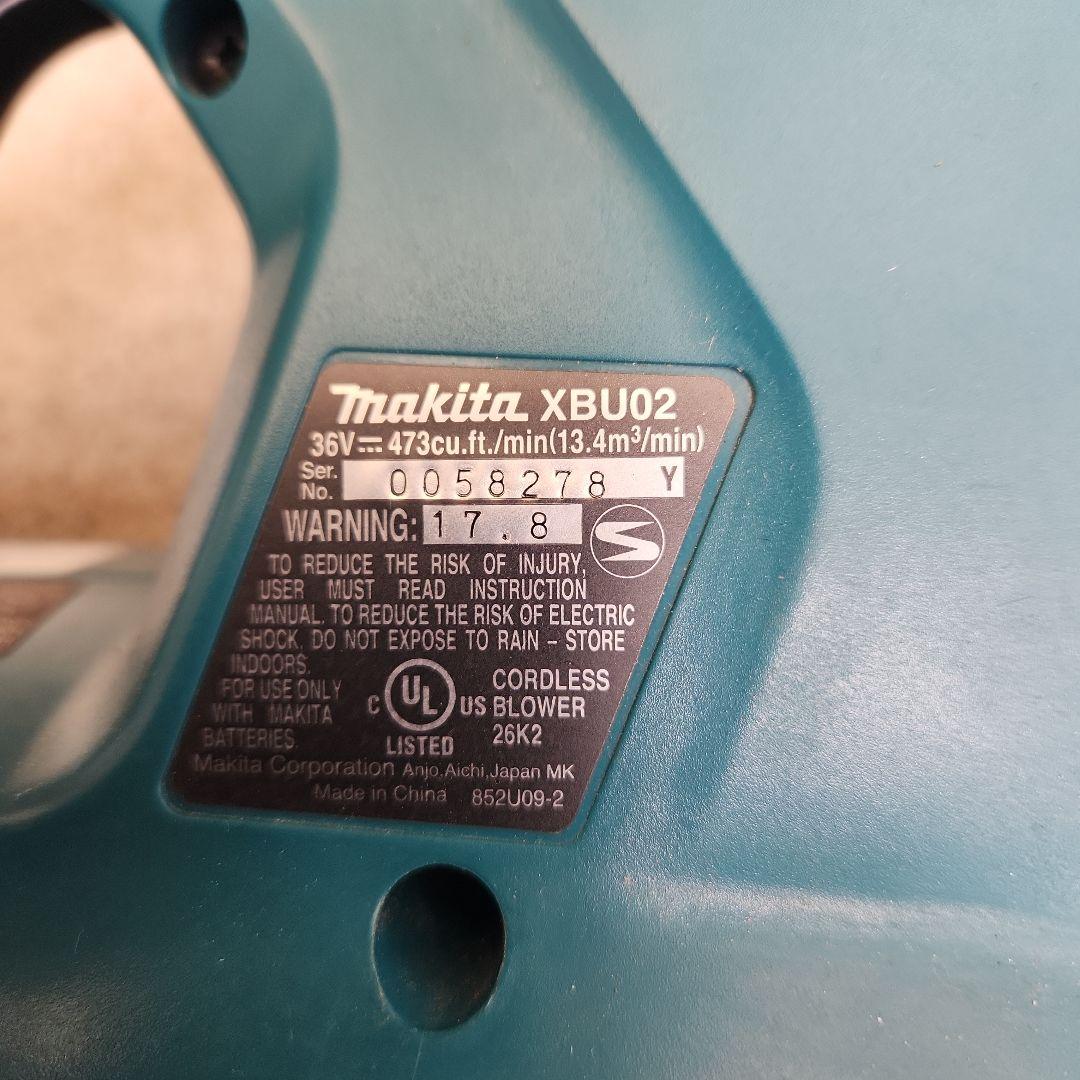 makita XBU02
36V⎓ 473cu.ft./min(13.4m³/min)
Ser. No. 0058278 Y
WARNING: 17.8
TO REDUCE THE RISK OF INJURY,
USER MUST READ INSTRUCTION
MANUAL. TO REDUCE THE RISK OF ELECTRIC
SHOCK. DO NOT EXPOSE TO RAIN – STORE
INDOORS.
FOR USE ONLY
WITH MAKITA
BATTERIES.
C UL US
LISTED
CORDLESS
BLOWER
26K2
Makita Corporation Anjo,Aichi,Japan MK
Made in China 852U09-2